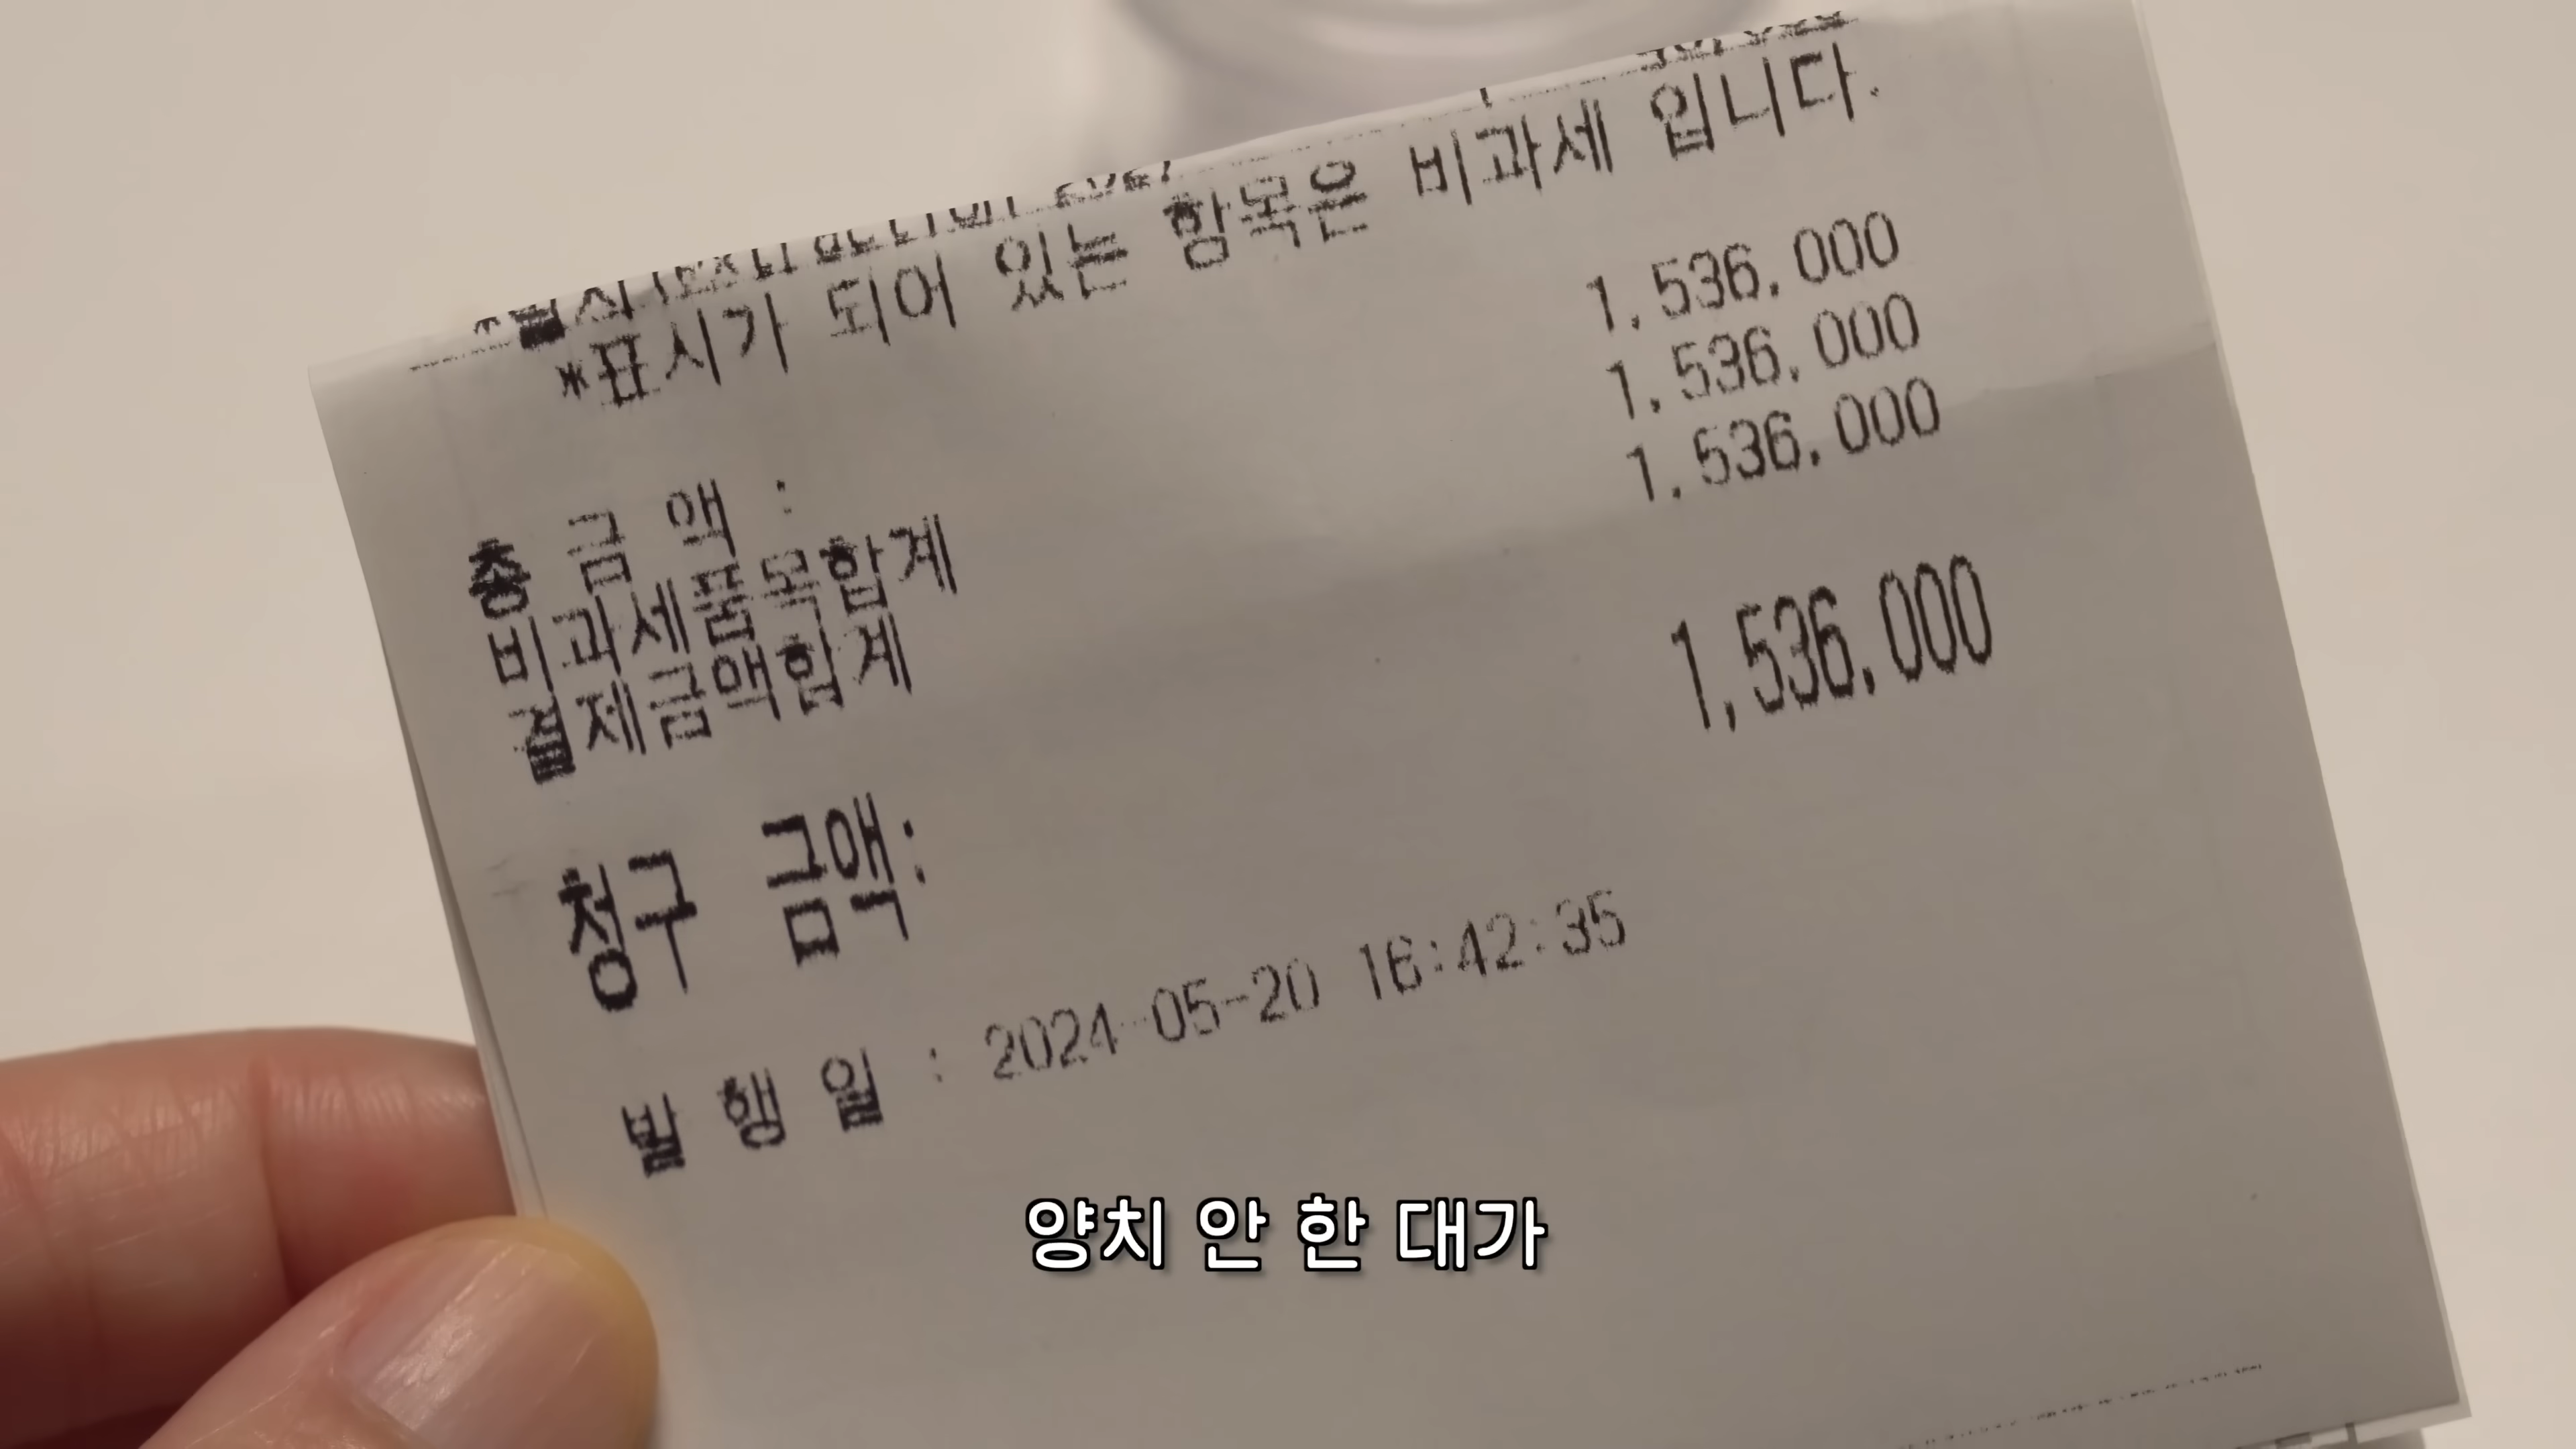 *표시가 되어 있는 항목은 비과세 입니다.
총 금 액 : 1,536,000
비과세품목합계 1,536,000
결제금액합계 1,536,000
청구 금액: 1,536,000
발 행 일 : 2024-05-20 16:42:35
양치 안 한 대가